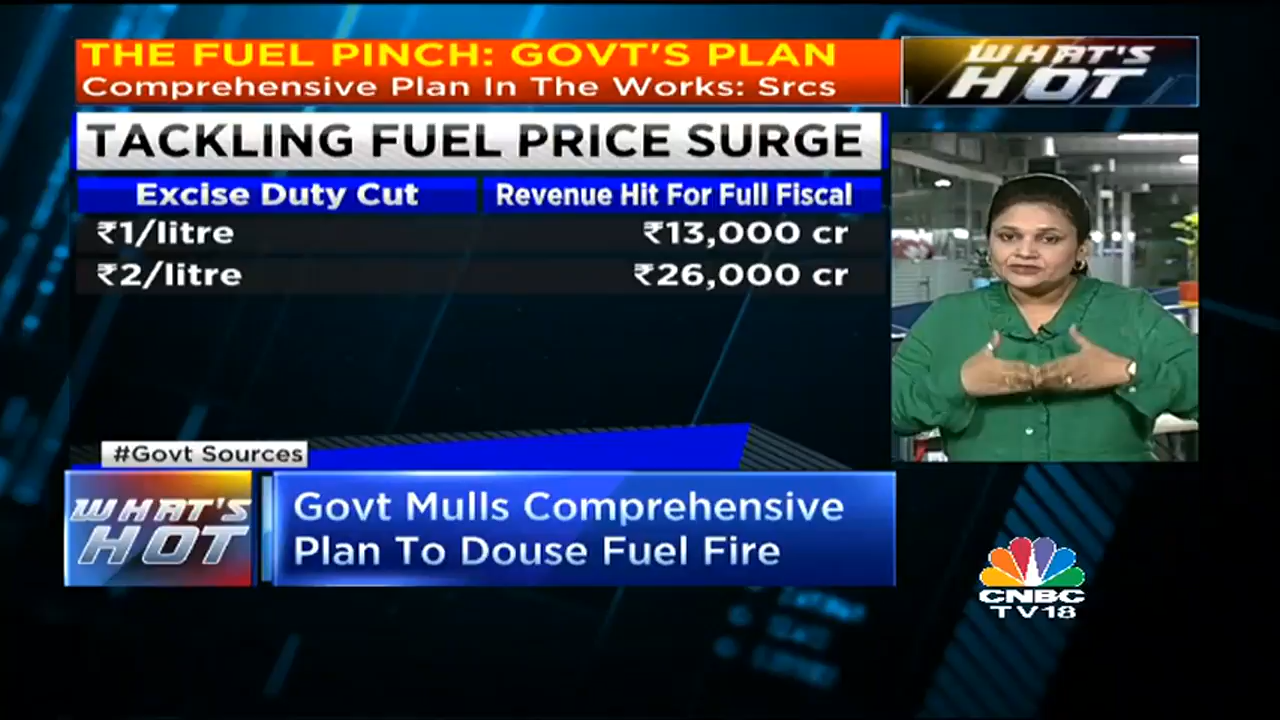 THE FUEL PINCH: GOVT'S PLAN
Comprehensive Plan In The Works: Srcs
WHAT'S
HOT
TACKLING FUEL PRICE SURGE
Excise Duty Cut Revenue Hit For Full Fiscal
₹1/litre ₹13,000 cr
₹2/litre ₹26,000 cr
#Govt Sources
WHAT'S
HOT
Govt Mulls Comprehensive
Plan To Douse Fuel Fire
CNBC
TV18